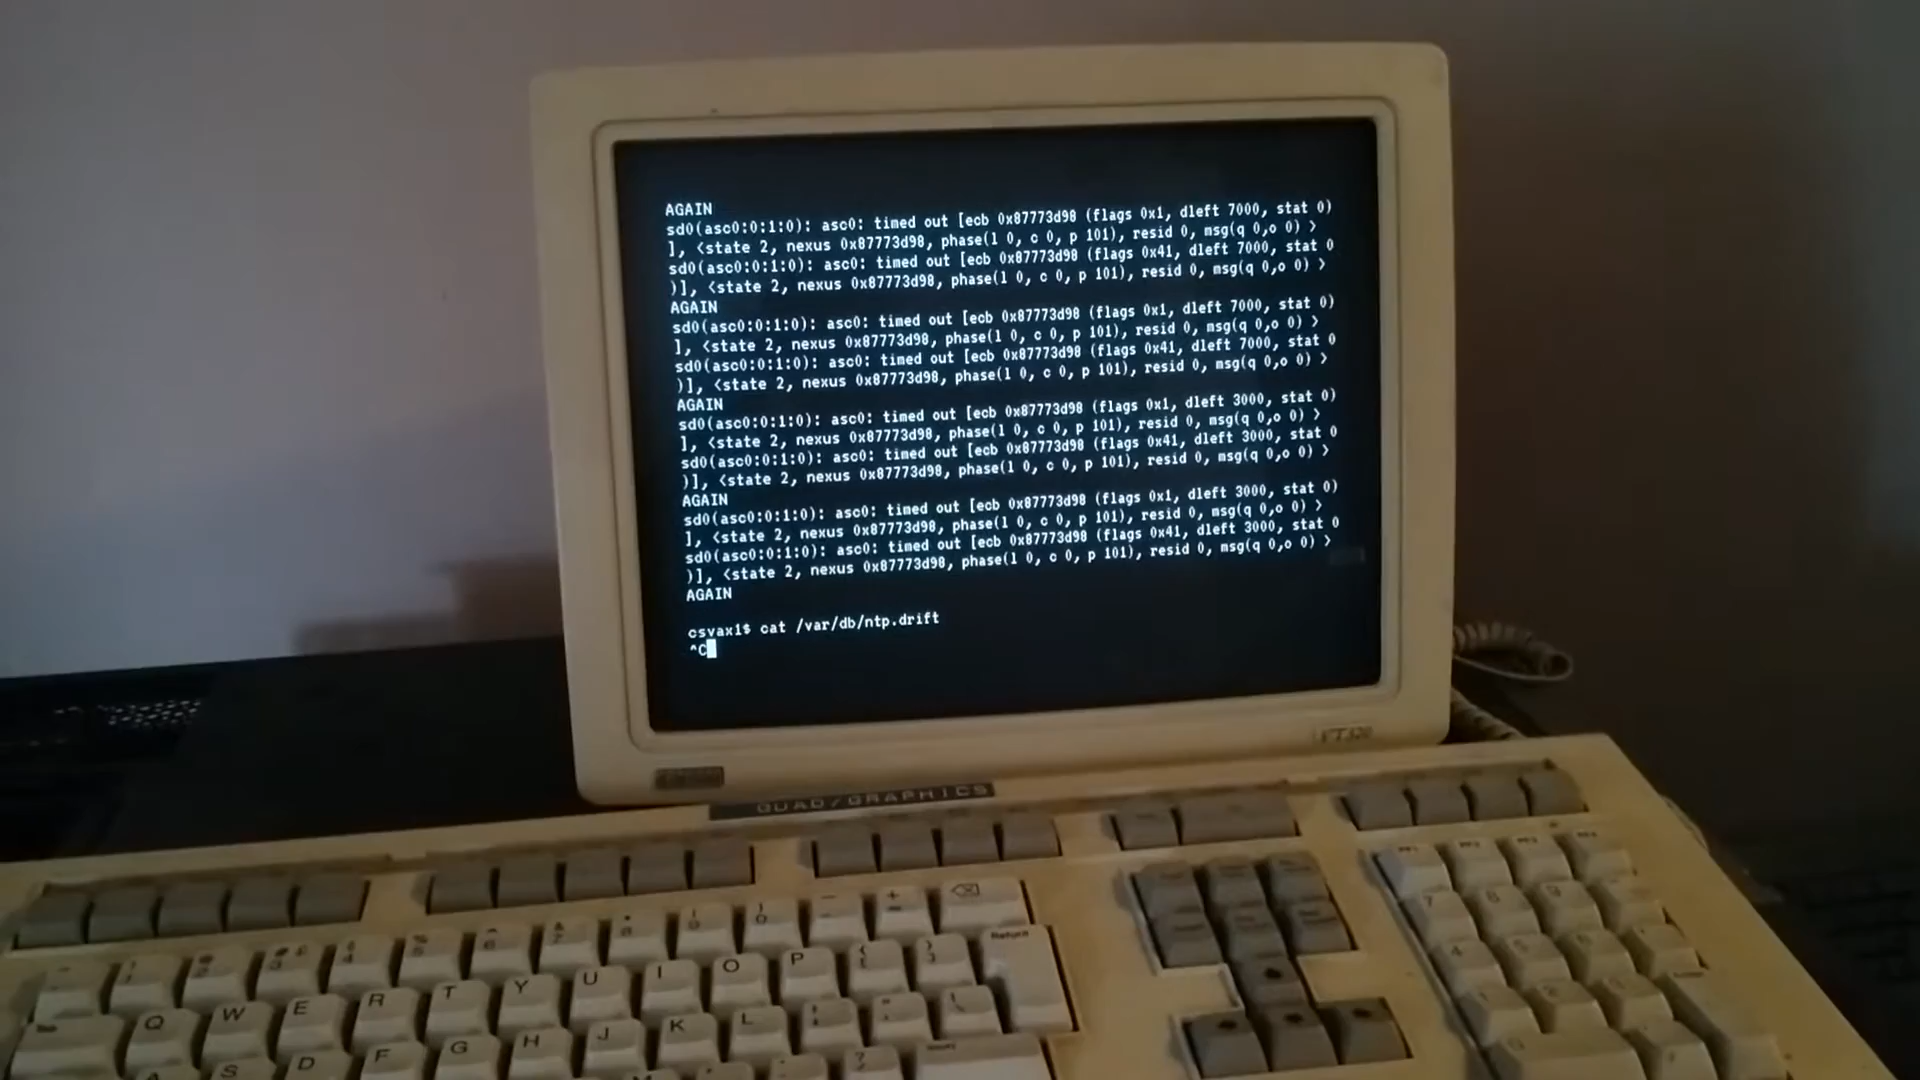 AGAIN
sd0(asc0:0:1:0): asc0: timed out [ecb 0x87773d98 (flags 0x1, dleft 7000, stat 0)
], <state 2, nexus 0x87773d98, phase(l 0, c 0, p 101), resid 0, msg(q 0,o 0) >
sd0(asc0:0:1:0): asc0: timed out [ecb 0x87773d98 (flags 0x41, dleft 7000, stat 0
)], <state 2, nexus 0x87773d98, phase(l 0, c 0, p 101), resid 0, msg(q 0,o 0) >
AGAIN
sd0(asc0:0:1:0): asc0: timed out [ecb 0x87773d98 (flags 0x1, dleft 7000, stat 0)
], <state 2, nexus 0x87773d98, phase(l 0, c 0, p 101), resid 0, msg(q 0,o 0) >
sd0(asc0:0:1:0): asc0: timed out [ecb 0x87773d98 (flags 0x41, dleft 7000, stat 0
)], <state 2, nexus 0x87773d98, phase(l 0, c 0, p 101), resid 0, msg(q 0,o 0) >
AGAIN
sd0(asc0:0:1:0): asc0: timed out [ecb 0x87773d98 (flags 0x1, dleft 3000, stat 0)
], <state 2, nexus 0x87773d98, phase(l 0, c 0, p 101), resid 0, msg(q 0,o 0) >
sd0(asc0:0:1:0): asc0: timed out [ecb 0x87773d98 (flags 0x41, dleft 3000, stat 0
)], <state 2, nexus 0x87773d98, phase(l 0, c 0, p 101), resid 0, msg(q 0,o 0) >
AGAIN
sd0(asc0:0:1:0): asc0: timed out [ecb 0x87773d98 (flags 0x1, dleft 3000, stat 0)
], <state 2, nexus 0x87773d98, phase(l 0, c 0, p 101), resid 0, msg(q 0,o 0) >
sd0(asc0:0:1:0): asc0: timed out [ecb 0x87773d98 (flags 0x41, dleft 3000, stat 0
)], <state 2, nexus 0x87773d98, phase(l 0, c 0, p 101), resid 0, msg(q 0,o 0) >
AGAIN
csvax1$ cat /var/db/ntp.drift
^C
VT320
QUAD/GRAPHICS
Return
Q W E R T Y U I O P
A S D F G H J K L